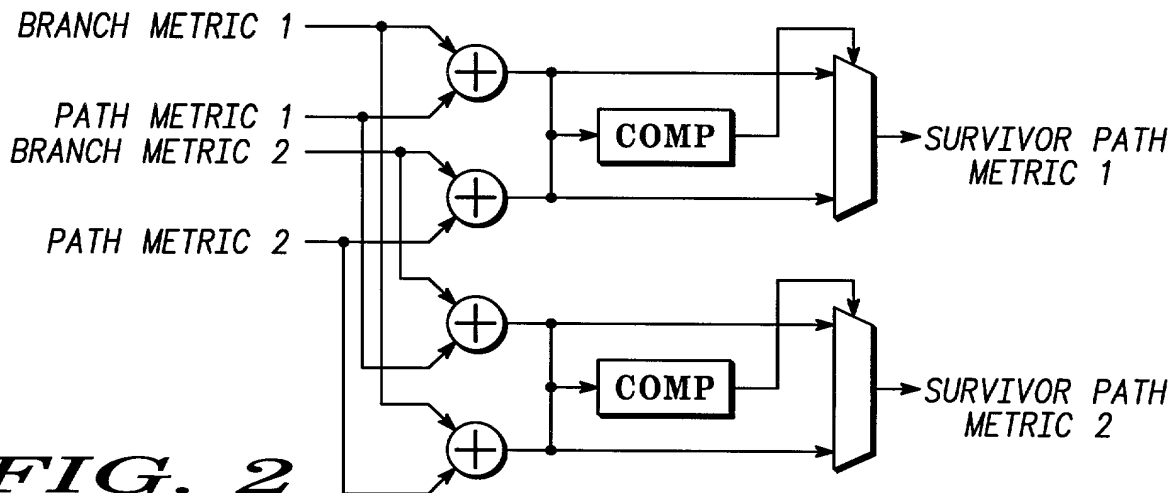 BRANCH METRIC 1
PATH METRIC 1
BRANCH METRIC 2
PATH METRIC 2
COMP
SURVIVOR PATH
METRIC 1
COMP
SURVIVOR PATH
METRIC 2
FIG. 2